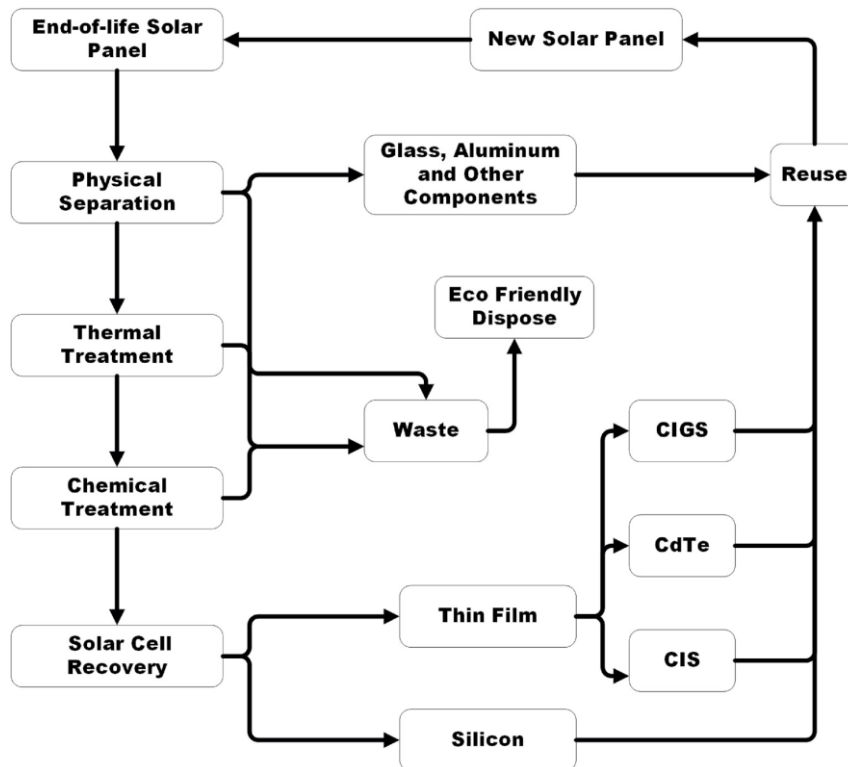 End-of-life Solar
Panel
New Solar Panel
Physical
Separation
Glass, Aluminum
and Other
Components
Reuse
Eco Friendly
Dispose
Thermal
Treatment
Waste
CIGS
Chemical
Treatment
CdTe
Thin Film
Solar Cell
Recovery
CIS
Silicon